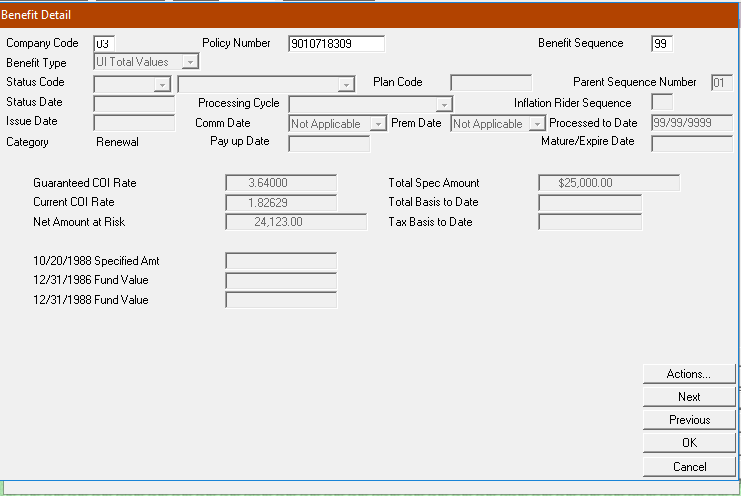 Benefit Detail
Company Code 03 Policy Number 9010718309 Benefit Sequence 99
Benefit Type Ul Total Values
Status Code Plan Code Parent Sequence Number 01
Status Date Processing Cycle Inflation Rider Sequence
Issue Date Comm Date Not Applicable Prem Date Not Applicable Processed to Date 99/99/9999
Category Renewal Pay up Date Mature/Expire Date
Guaranteed COI Rate 3.64000 Total Spec Amount $25,000.00
Current COI Rate 1.82629 Total Basis to Date
Net Amount at Risk 24,123.00 Tax Basis to Date
10/20/1988 Specified Amt
12/31/1986 Fund Value
12/31/1988 Fund Value
Actions...
Next
Previous
OK
Cancel